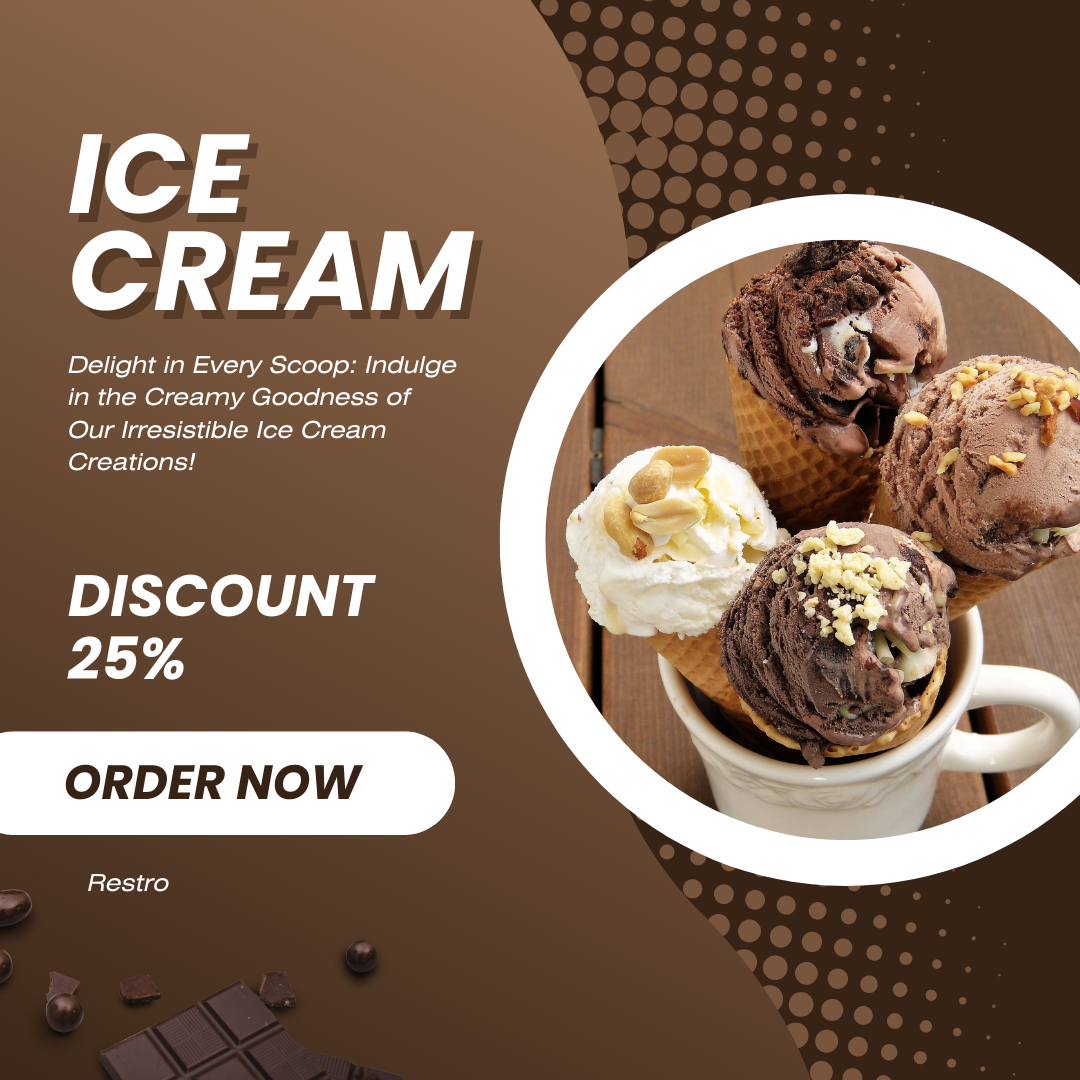 ICE
CREAM
Delight in Every Scoop: Indulge
in the Creamy Goodness of
Our Irresistible Ice Cream
Creations!
DISCOUNT
25%
ORDER NOW
Restro